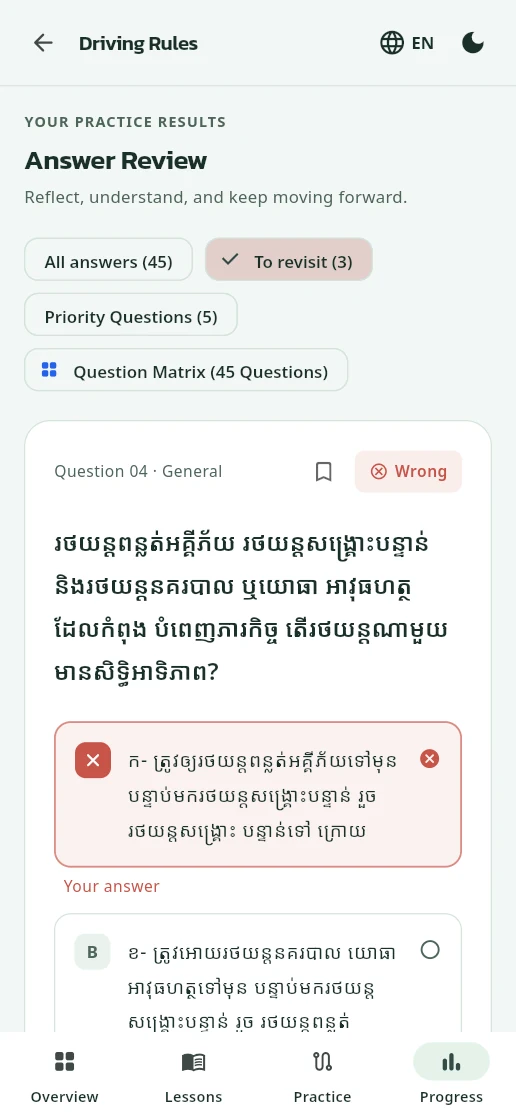 Driving Rules
EN
YOUR PRACTICE RESULTS
Answer Review
Reflect, understand, and keep moving forward.
All answers (45)
To revisit (3)
Priority Questions (5)
Question Matrix (45 Questions)
Question 04 · General
Wrong
រថយន្តពន្លត់អគ្គីភ័យ រថយន្តសង្គ្រោះបន្ទាន់
និងរថយន្តនគរបាល ឬយោធា អាវុធហត្ថ
ដែលកំពុង បំពេញភារកិច្ច តើរថយន្តណាមួយ
មានសិទ្ធិអាទិភាព?
ក- ត្រូវឲ្យរថយន្តពន្លត់អគ្គីភ័យទៅមុន
បន្ទាប់មករថយន្តសង្គ្រោះបន្ទាន់ រួច
រថយន្តសង្គ្រោះ បន្ទាន់ទៅ ក្រោយ
Your answer
B
ខ- ត្រូវអោយរថយន្តនគរបាល យោធា
អាវុធហត្ថទៅមុន បន្ទាប់មករថយន្ត
សង្គ្រោះបន្ទាន់ រួច រថយន្តពន្លត់
Overview
Lessons
Practice
Progress